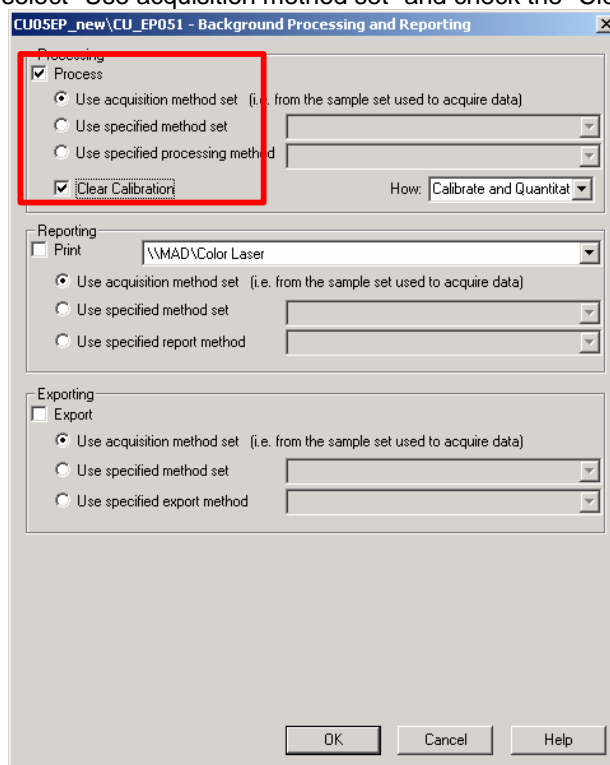 select "Use acquisition method set" and check the "Cle
CU05EP_new\CU_EP051 - Background Processing and Reporting
Processing
Process
Use acquisition method set (i.e. from the sample set used to acquire data)
Use specified method set
Use specified processing method
Clear Calibration How: Calibrate and Quantitat
Reporting
Print \\MAD\Color Laser
Use acquisition method set (i.e. from the sample set used to acquire data)
Use specified method set
Use specified report method
Exporting
Export
Use acquisition method set (i.e. from the sample set used to acquire data)
Use specified method set
Use specified export method
OK Cancel Help